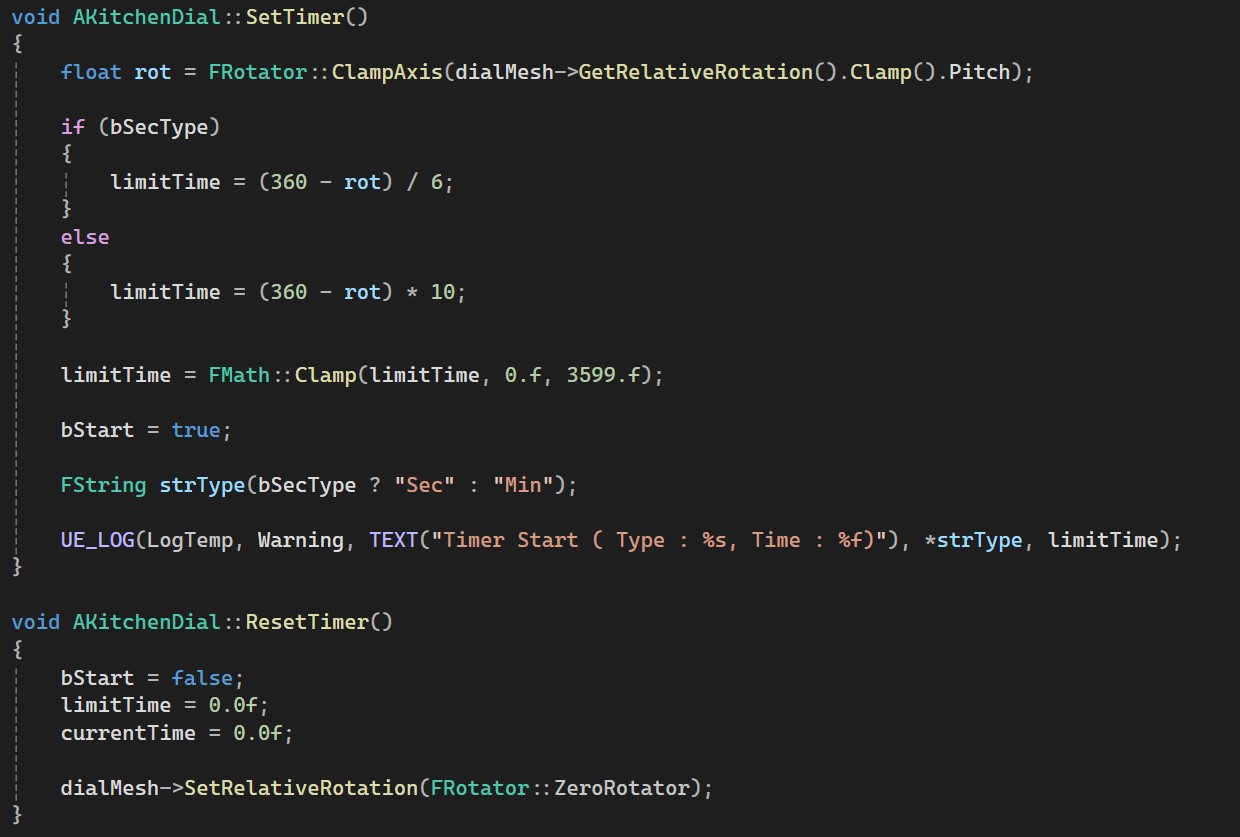 void AKitchenDial::SetTimer()
{
    float rot = FRotator::ClampAxis(dialMesh->GetRelativeRotation().Clamp().Pitch);

    if (bSecType)
    {
        limitTime = (360 - rot) / 6;
    }
    else
    {
        limitTime = (360 - rot) * 10;
    }

    limitTime = FMath::Clamp(limitTime, 0.f, 3599.f);

    bStart = true;

    FString strType(bSecType ? "Sec" : "Min");

    UE_LOG(LogTemp, Warning, TEXT("Timer Start ( Type : %s, Time : %f)"), *strType, limitTime);
}

void AKitchenDial::ResetTimer()
{
    bStart = false;
    limitTime = 0.0f;
    currentTime = 0.0f;

    dialMesh->SetRelativeRotation(FRotator::ZeroRotator);
}